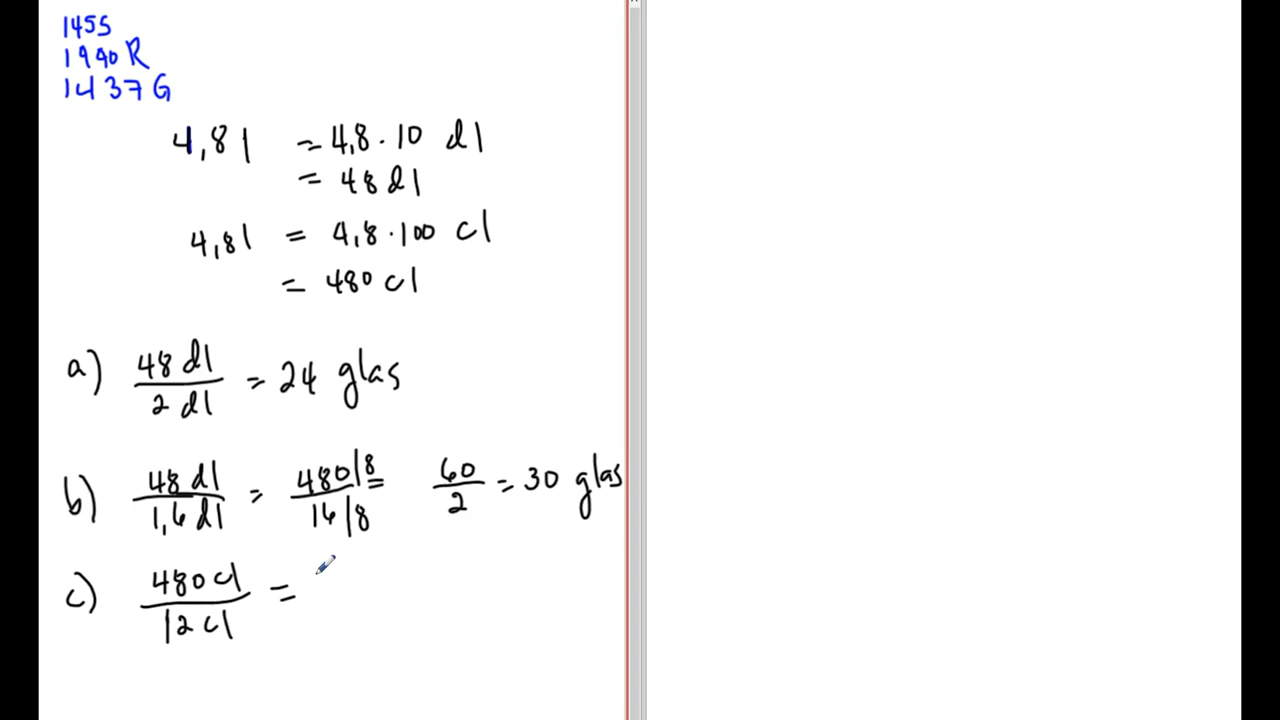 1455
1990 R
1437 G
4,8 l = 4,8 · 10 dl
= 48 dl
4,8 l = 4,8 · 100 cl
= 480 cl
a) 48 dl / 2 dl = 24 glas
b) 48 dl / 1,6 dl = 480/8 / 16/8 = 60 / 2 = 30 glas
c) 480 cl / 12 cl =